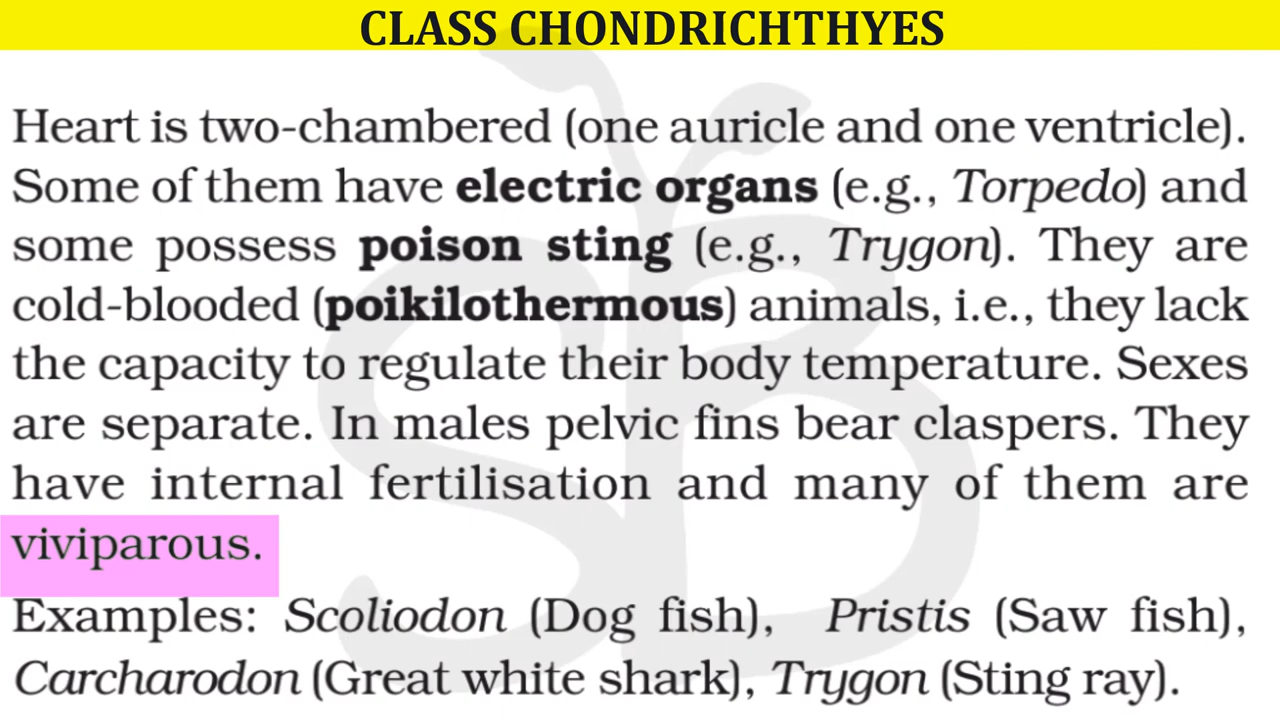 CLASS CHONDRICHTHYES
Heart is two-chambered (one auricle and one ventricle).
Some of them have electric organs (e.g., Torpedo) and
some possess poison sting (e.g., Trygon). They are
cold-blooded (poikilothermous) animals, i.e., they lack
the capacity to regulate their body temperature. Sexes
are separate. In males pelvic fins bear claspers. They
have internal fertilisation and many of them are
viviparous.
Examples: Scoliodon (Dog fish), Pristis (Saw fish),
Carcharodon (Great white shark), Trygon (Sting ray).
SB